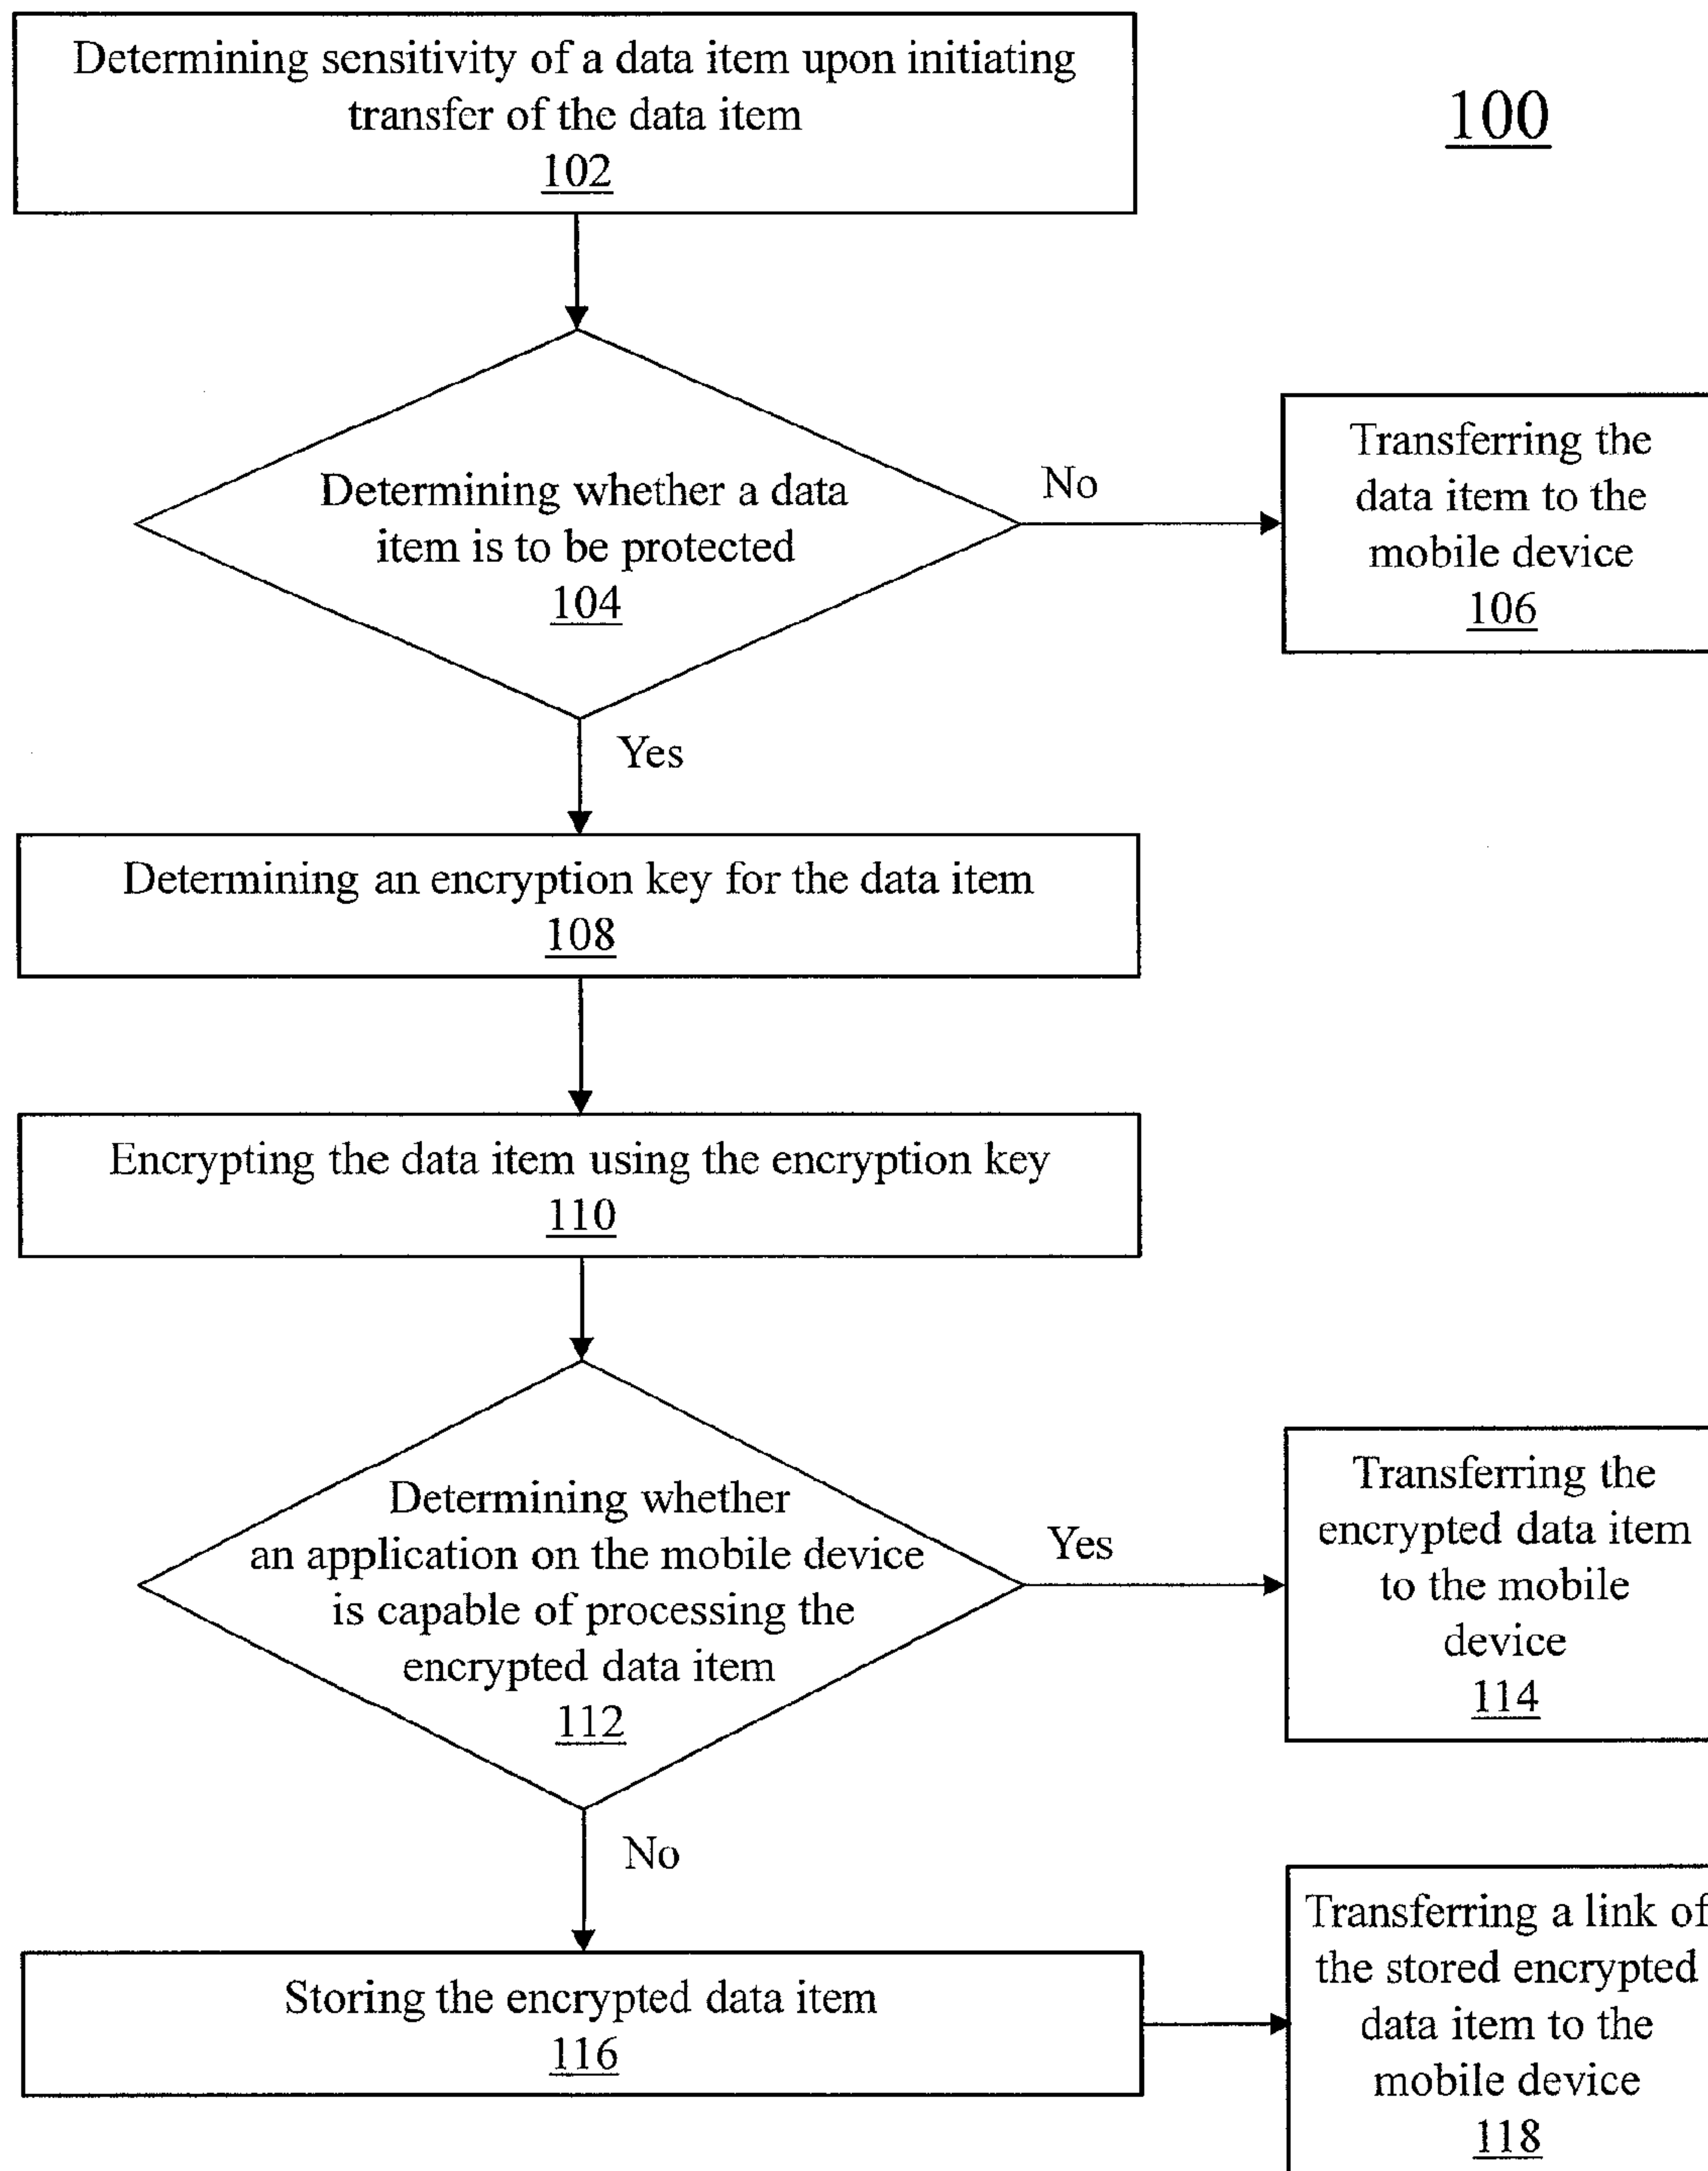 Determining sensitivity of a data item upon initiating
transfer of the data item
102
100
Determining whether a data
item is to be protected
104
No
Transferring the
data item to the
mobile device
106
Yes
Determining an encryption key for the data item
108
Encrypting the data item using the encryption key
110
Determining whether
an application on the mobile device
is capable of processing the
encrypted data item
112
Yes
Transferring the
encrypted data item
to the mobile
device
114
No
Storing the encrypted data item
116
Transferring a link of
the stored encrypted
data item to the
mobile device
118